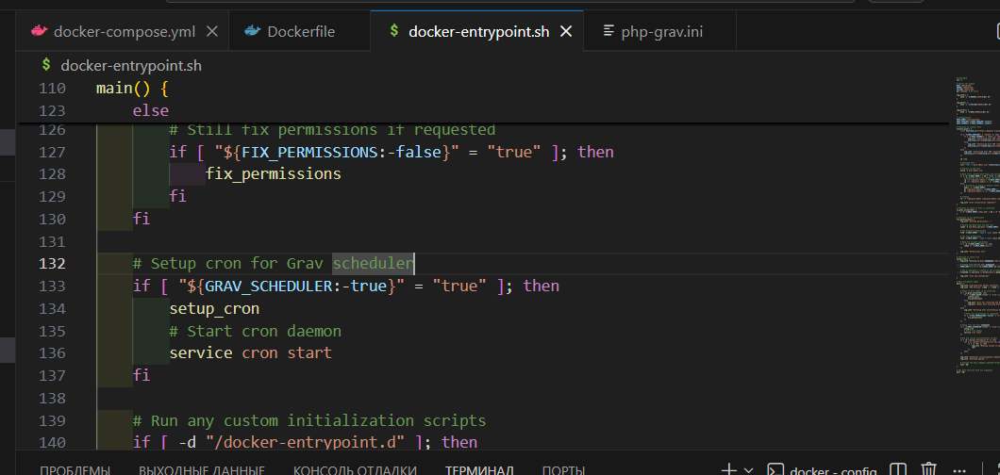 docker-compose.yml
Dockerfile
docker-entrypoint.sh
php-grav.ini
docker-entrypoint.sh
110 main() {
123 else
126 # Still fix permissions if requested
127 if [ "${FIX_PERMISSIONS:-false}" = "true" ]; then
128 fix_permissions
129 fi
130 fi
131
132 # Setup cron for Grav scheduler
133 if [ "${GRAV_SCHEDULER:-true}" = "true" ]; then
134 setup_cron
135 # Start cron daemon
136 service cron start
137 fi
138
139 # Run any custom initialization scripts
140 if [ -d "/docker-entrypoint.d" ]; then
ПРОБЛЕМЫ ВЫХОДНЫЕ ДАННЫЕ КОНСОЛЬ ОТЛАДКИ ТЕРМИНАЛ ПОРТЫ docker - config